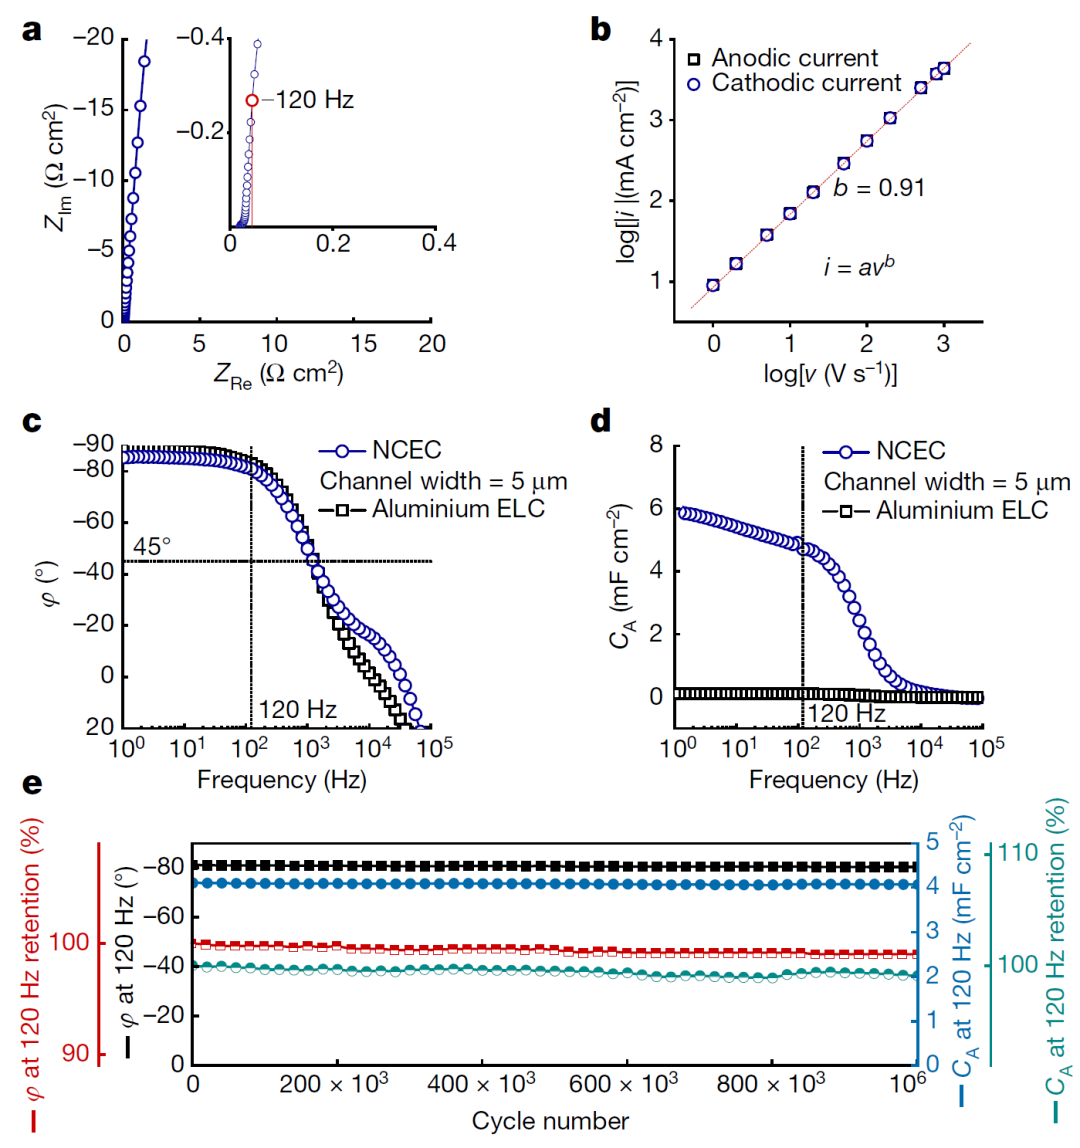 a
−20
−15
−10
−5
0
Z_Im (Ω cm²)
0 5 10 15 20
Z_Re (Ω cm²)
−0.4
−0.2
120 Hz
0 0.2 0.4
b
4
3
2
1
log[|i |(mA cm⁻²)]
Anodic current
Cathodic current
b = 0.91
i = av^b
0 1 2 3
log[v (V s⁻¹)]
c
−90
−80
−60
−40
−20
0
20
φ (°)
NCEC
Channel width = 5 μm
Aluminium ELC
45°
120 Hz
10⁰ 10¹ 10² 10³ 10⁴ 10⁵
Frequency (Hz)
d
8
6
4
2
0
C_A (mF cm⁻²)
NCEC
Channel width = 5 μm
Aluminium ELC
120 Hz
10⁰ 10¹ 10² 10³ 10⁴ 10⁵
Frequency (Hz)
e
φ at 120 Hz retention (%)
100
90
φ at 120 Hz (°)
−80
−60
−40
−20
0
0 200 × 10³ 400 × 10³ 600 × 10³ 800 × 10³ 10⁶
Cycle number
5
4
3
2
1
0
C_A at 120 Hz (mF cm⁻²)
110
100
C_A at 120 Hz retention (%)